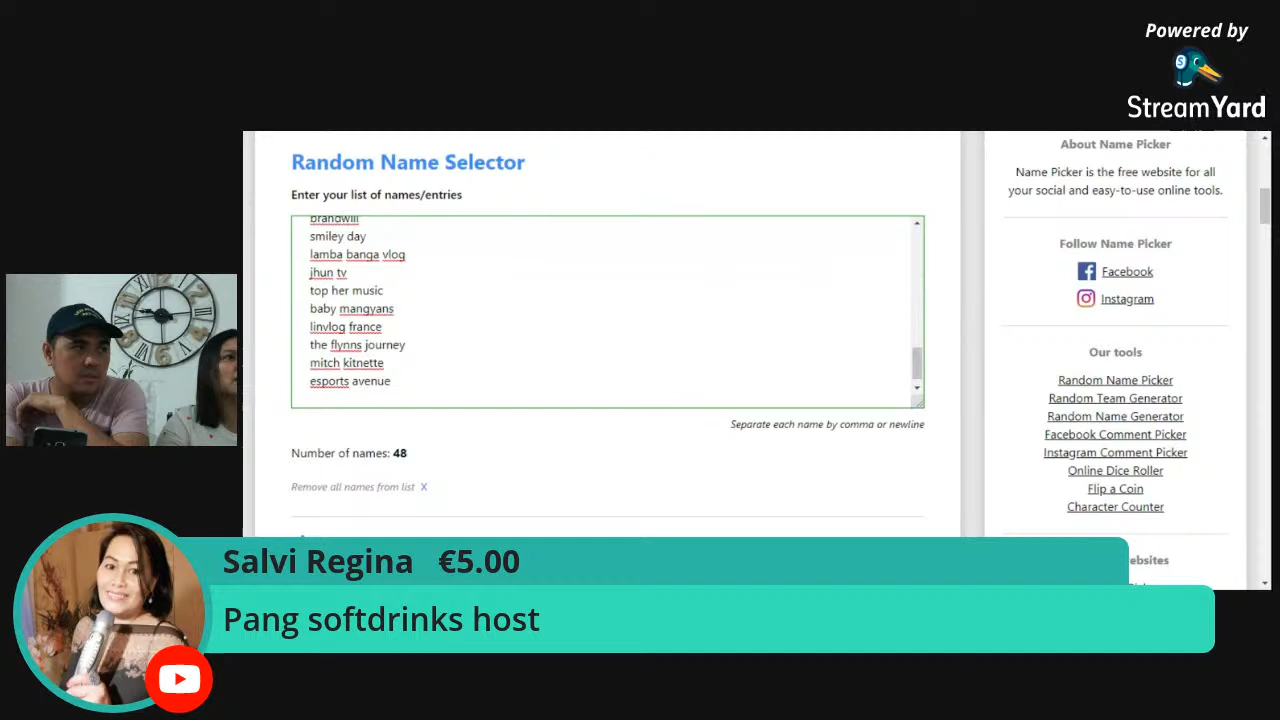 Powered by
StreamYard
Random Name Selector
Enter your list of names/entries
brandwill
smiley day
lamba banga vlog
jhun tv
top her music
baby mangyans
linvlog france
the flynns journey
mitch kitnette
esports avenue
Separate each name by comma or newline
Number of names: 48
Remove all names from list X
About Name Picker
Name Picker is the free website for all
your social and easy-to-use online tools.
Follow Name Picker
Facebook
Instagram
Our tools
Random Name Picker
Random Team Generator
Random Name Generator
Facebook Comment Picker
Instagram Comment Picker
Online Dice Roller
Flip a Coin
Character Counter
Salvi Regina €5.00
Pang softdrinks host